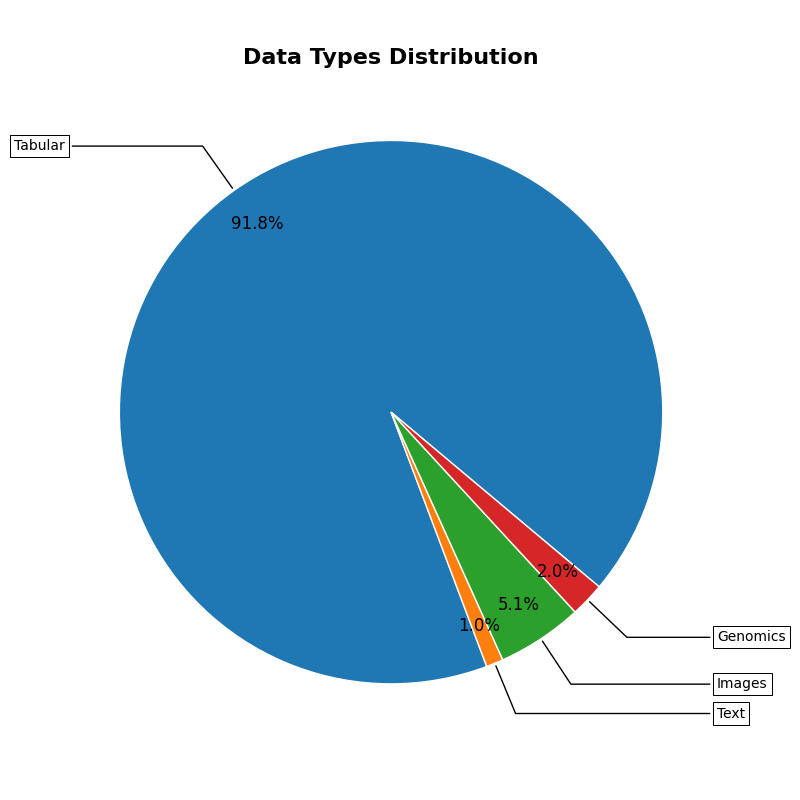 Data Types Distribution
Tabular
91.8%
2.0%
5.1%
1.0%
Genomics
Images
Text